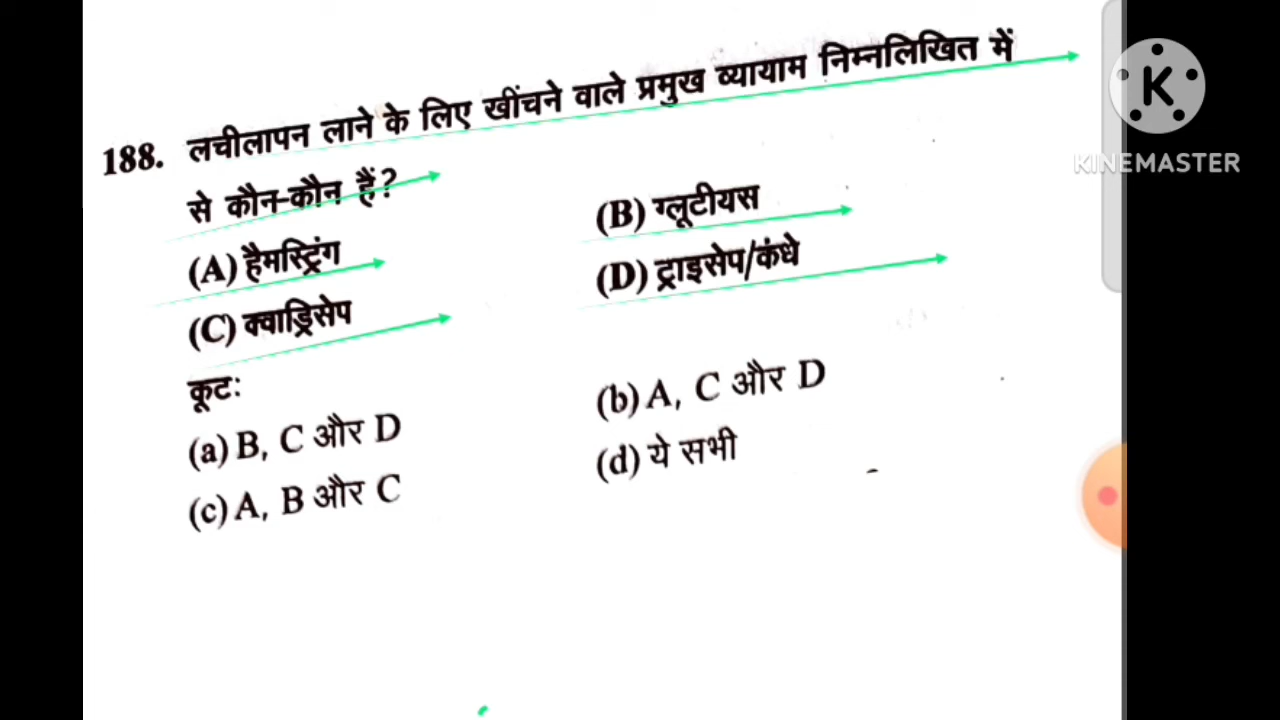 188. लचीलापन लाने के लिए खींचने वाले प्रमुख व्यायाम निम्नलिखित में
से कौन-कौन हैं?
(A) हैमस्ट्रिंग (B) ग्लूटीयस
(C) क्वाड्रिसेप (D) ट्राइसेप/कंधे
कूटः
(a) B, C और D (b) A, C और D
(c) A, B और C (d) ये सभी
K
KINEMASTER